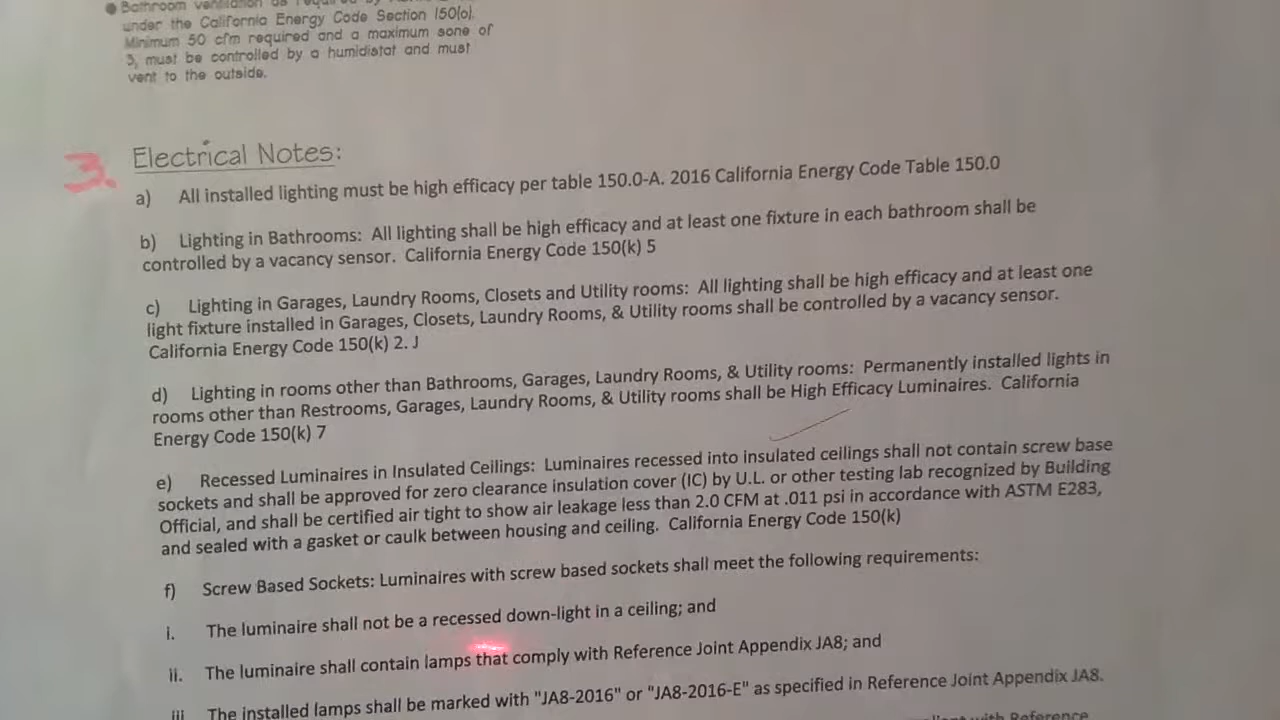 Bathroom ventilation as required by
under the California Energy Code Section 150(o).
Minimum 50 cfm required and a maximum sone of
3, must be controlled by a humidistat and must
vent to the outside.
3. Electrical Notes:
a) All installed lighting must be high efficacy per table 150.0-A. 2016 California Energy Code Table 150.0
b) Lighting in Bathrooms: All lighting shall be high efficacy and at least one fixture in each bathroom shall be
controlled by a vacancy sensor. California Energy Code 150(k) 5
c) Lighting in Garages, Laundry Rooms, Closets and Utility rooms: All lighting shall be high efficacy and at least one
light fixture installed in Garages, Closets, Laundry Rooms, & Utility rooms shall be controlled by a vacancy sensor.
California Energy Code 150(k) 2. J
d) Lighting in rooms other than Bathrooms, Garages, Laundry Rooms, & Utility rooms: Permanently installed lights in
rooms other than Restrooms, Garages, Laundry Rooms, & Utility rooms shall be High Efficacy Luminaires. California
Energy Code 150(k) 7
e) Recessed Luminaires in Insulated Ceilings: Luminaires recessed into insulated ceilings shall not contain screw base
sockets and shall be approved for zero clearance insulation cover (IC) by U.L. or other testing lab recognized by Building
Official, and shall be certified air tight to show air leakage less than 2.0 CFM at .011 psi in accordance with ASTM E283,
and sealed with a gasket or caulk between housing and ceiling. California Energy Code 150(k)
f) Screw Based Sockets: Luminaires with screw based sockets shall meet the following requirements:
i. The luminaire shall not be a recessed down-light in a ceiling; and
ii. The luminaire shall contain lamps that comply with Reference Joint Appendix JA8; and
iii The installed lamps shall be marked with "JA8-2016" or "JA8-2016-E" as specified in Reference Joint Appendix JA8.
with Reference